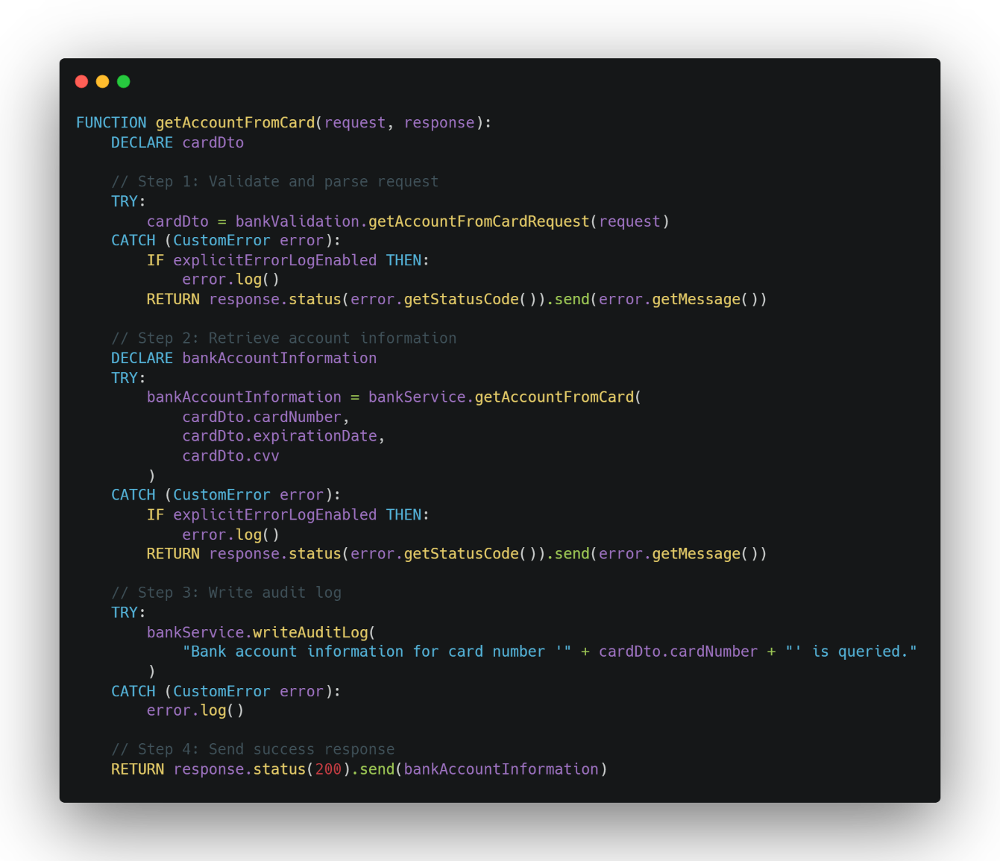 FUNCTION getAccountFromCard(request, response):
    DECLARE cardDto

    // Step 1: Validate and parse request
    TRY:
        cardDto = bankValidation.getAccountFromCardRequest(request)
    CATCH (CustomError error):
        IF explicitErrorLogEnabled THEN:
            error.log()
        RETURN response.status(error.getStatusCode()).send(error.getMessage())

    // Step 2: Retrieve account information
    DECLARE bankAccountInformation
    TRY:
        bankAccountInformation = bankService.getAccountFromCard(
            cardDto.cardNumber,
            cardDto.expirationDate,
            cardDto.cvv
        )
    CATCH (CustomError error):
        IF explicitErrorLogEnabled THEN:
            error.log()
        RETURN response.status(error.getStatusCode()).send(error.getMessage())

    // Step 3: Write audit log
    TRY:
        bankService.writeAuditLog(
            "Bank account information for card number '" + cardDto.cardNumber + "' is queried."
        )
    CATCH (CustomError error):
        error.log()

    // Step 4: Send success response
    RETURN response.status(200).send(bankAccountInformation)